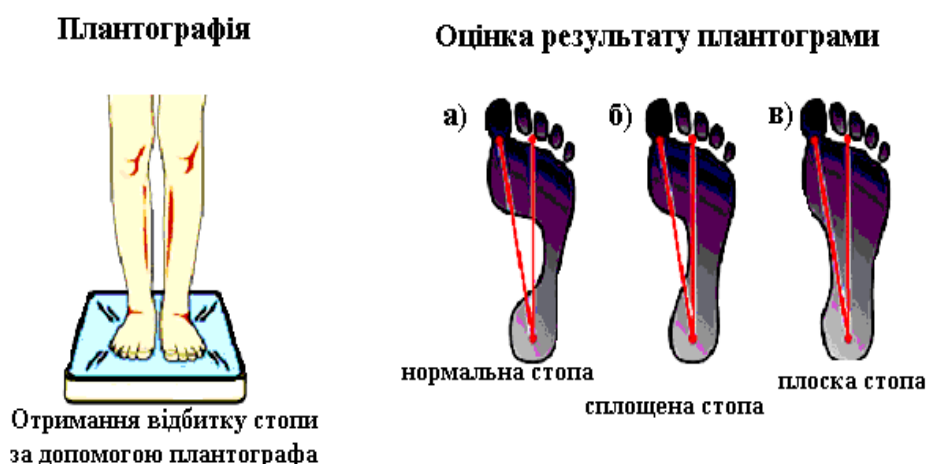 Плантографія
Оцінка результату плантограми
а)
б)
в)
нормальна стопа
сплощена стопа
плоска стопа
Отримання відбитку стопи
за допомогою плантографа